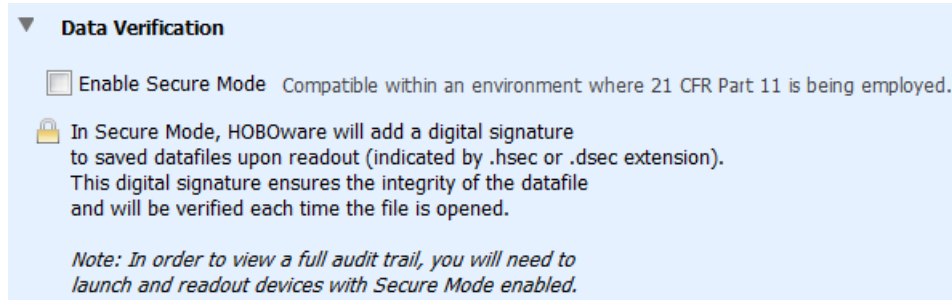 Data Verification
Enable Secure Mode Compatible within an environment where 21 CFR Part 11 is being employed.
In Secure Mode, HOBOware will add a digital signature
to saved datafiles upon readout (indicated by .hsec or .dsec extension).
This digital signature ensures the integrity of the datafile
and will be verified each time the file is opened.
Note: In order to view a full audit trail, you will need to
launch and readout devices with Secure Mode enabled.